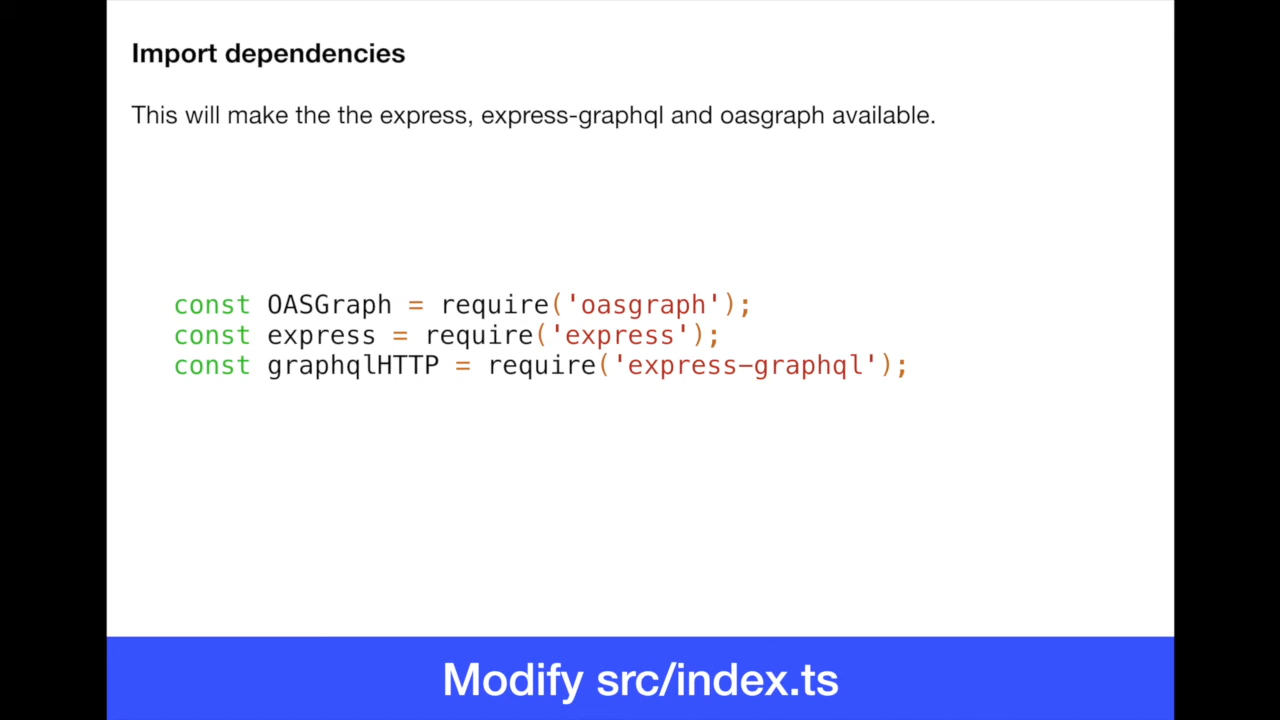 Import dependencies
This will make the the express, express-graphql and oasgraph available.
const OASGraph = require('oasgraph');
const express = require('express');
const graphqlHTTP = require('express-graphql');
Modify src/index.ts